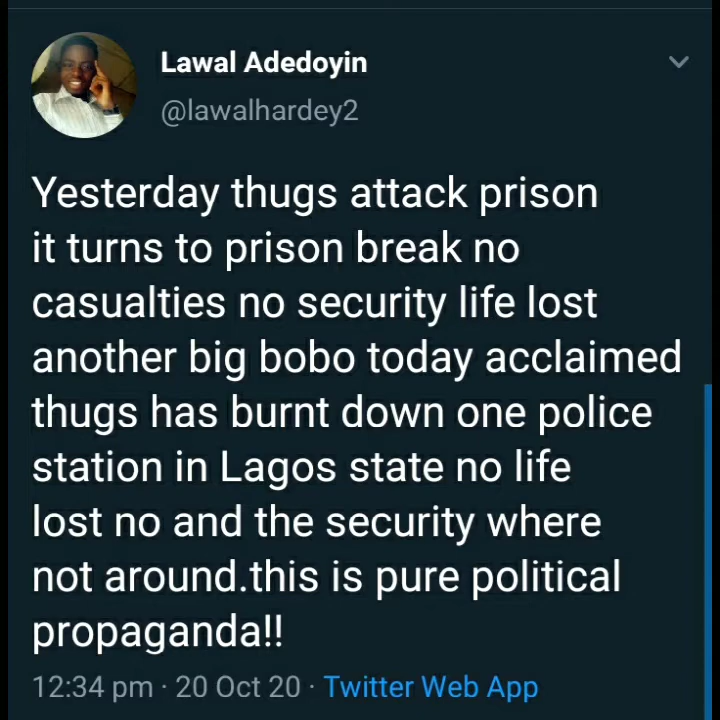 Lawal Adedoyin
@lawalhardey2
Yesterday thugs attack prison
it turns to prison break no
casualties no security life lost
another big bobo today acclaimed
thugs has burnt down one police
station in Lagos state no life
lost no and the security where
not around.this is pure political
propaganda!!
12:34 pm · 20 Oct 20 · Twitter Web App